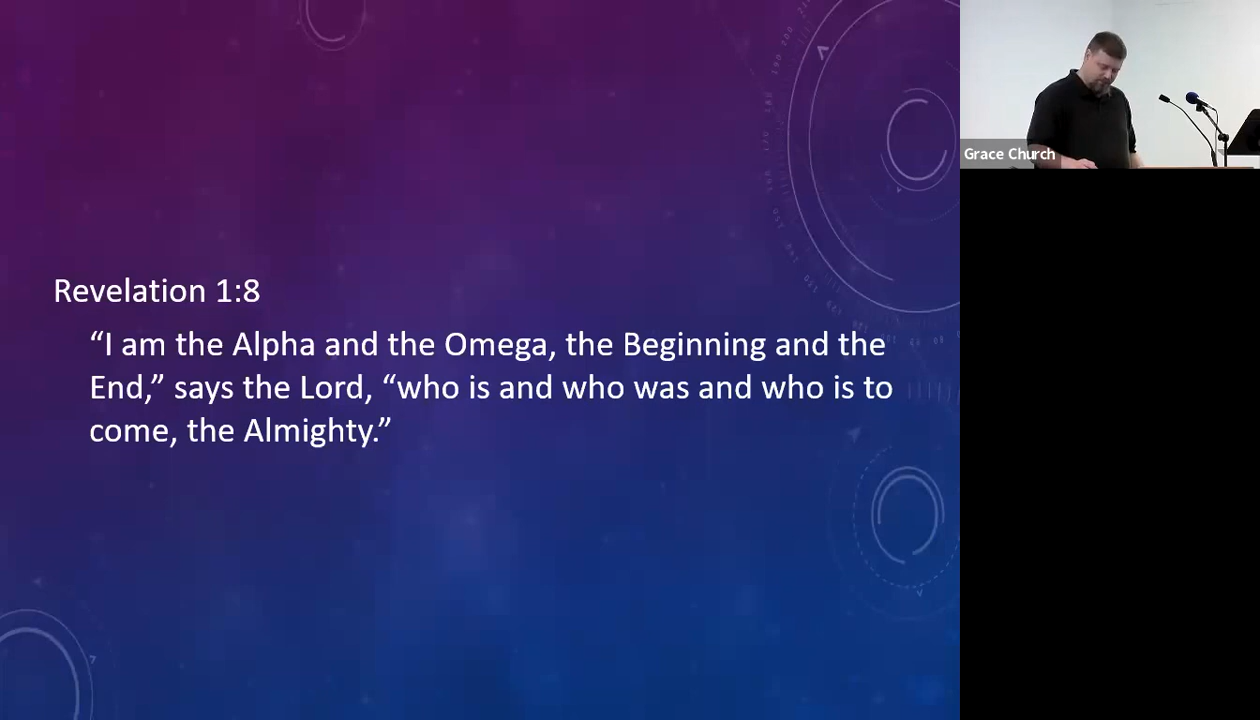 Revelation 1:8
“I am the Alpha and the Omega, the Beginning and the
End,” says the Lord, “who is and who was and who is to
come, the Almighty.”
Grace Church